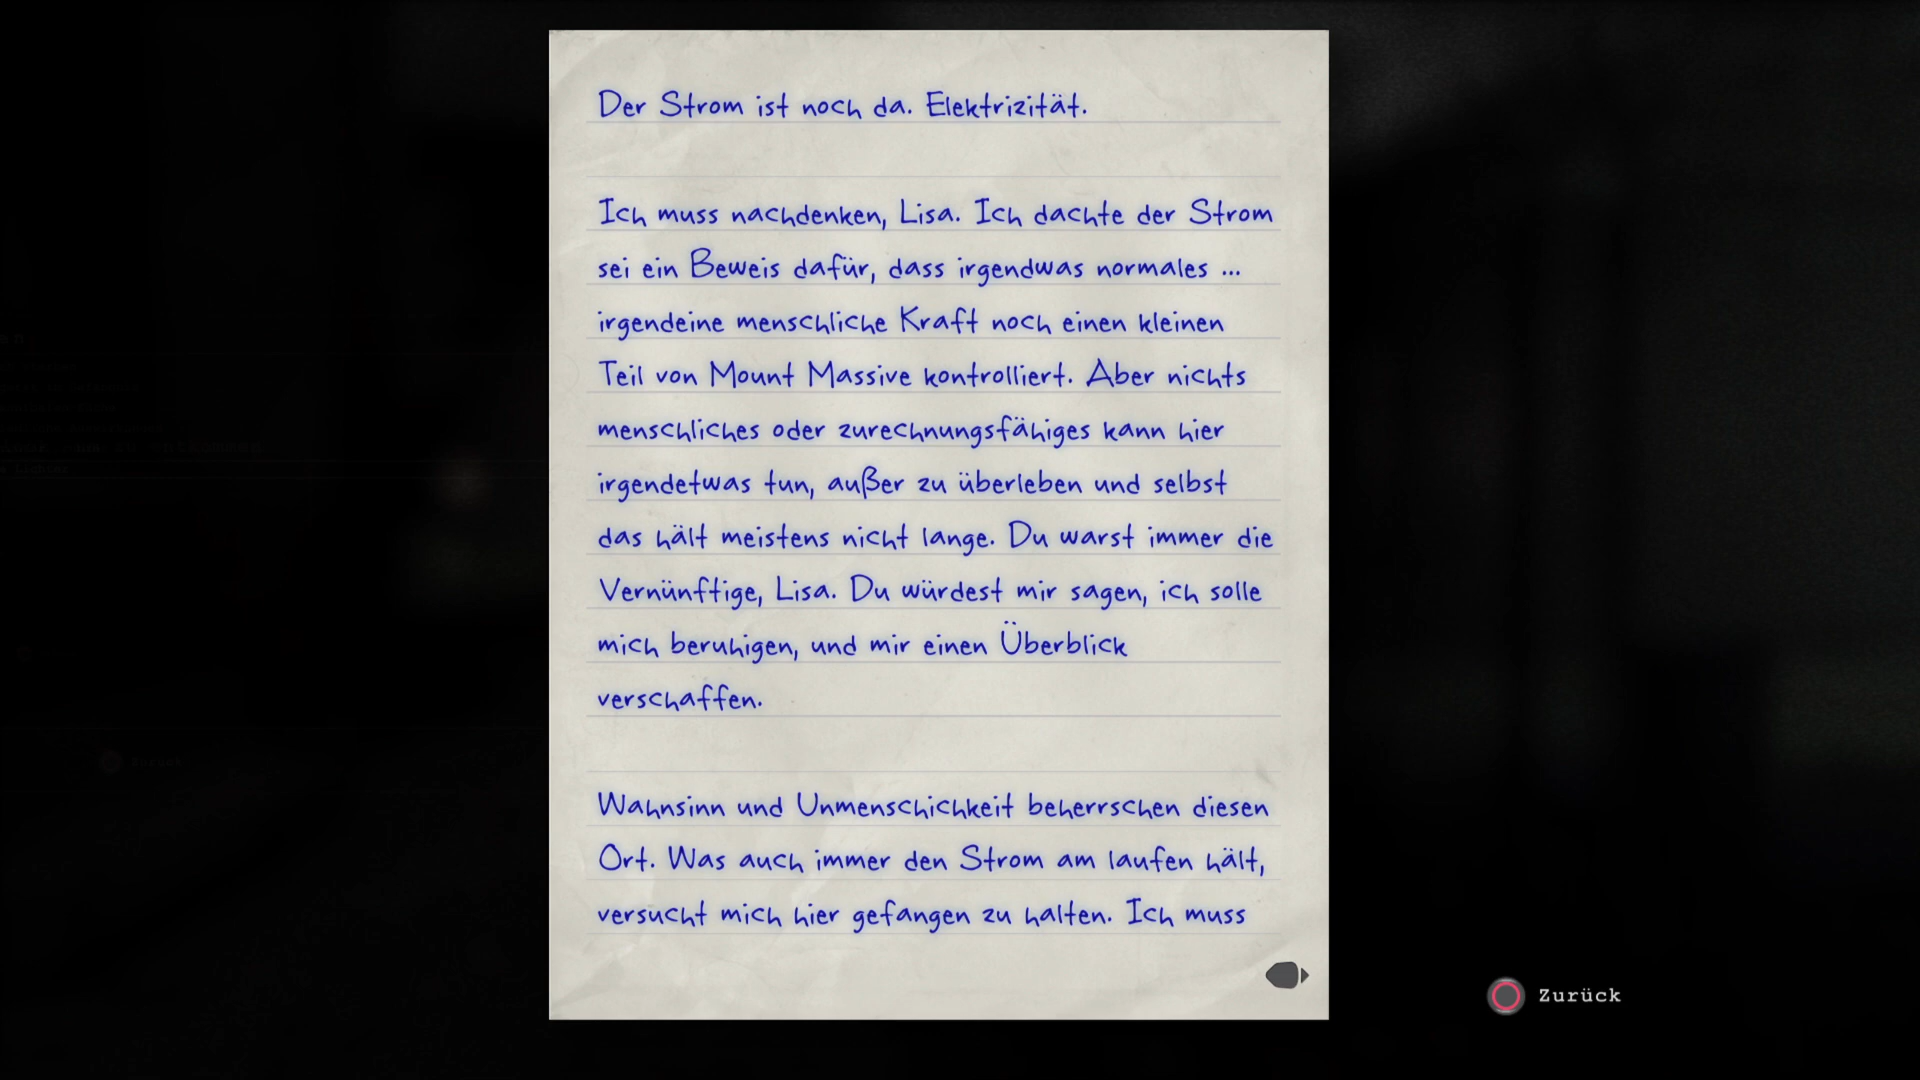 Der Strom ist noch da. Elektrizität.
Ich muss nachdenken, Lisa. Ich dachte der Strom
sei ein Beweis dafür, dass irgendwas normales ...
irgendeine menschliche Kraft noch einen kleinen
Teil von Mount Massive kontrolliert. Aber nichts
menschliches oder zurechnungsfähiges kann hier
irgendetwas tun, außer zu überleben und selbst
das hält meistens nicht lange. Du warst immer die
Vernünftige, Lisa. Du würdest mir sagen, ich solle
mich beruhigen, und mir einen Überblick
verschaffen.
Wahnsinn und Unmenschichkeit beherrschen diesen
Ort. Was auch immer den Strom am laufen hält,
versucht mich hier gefangen zu halten. Ich muss
Zurück
Zurück